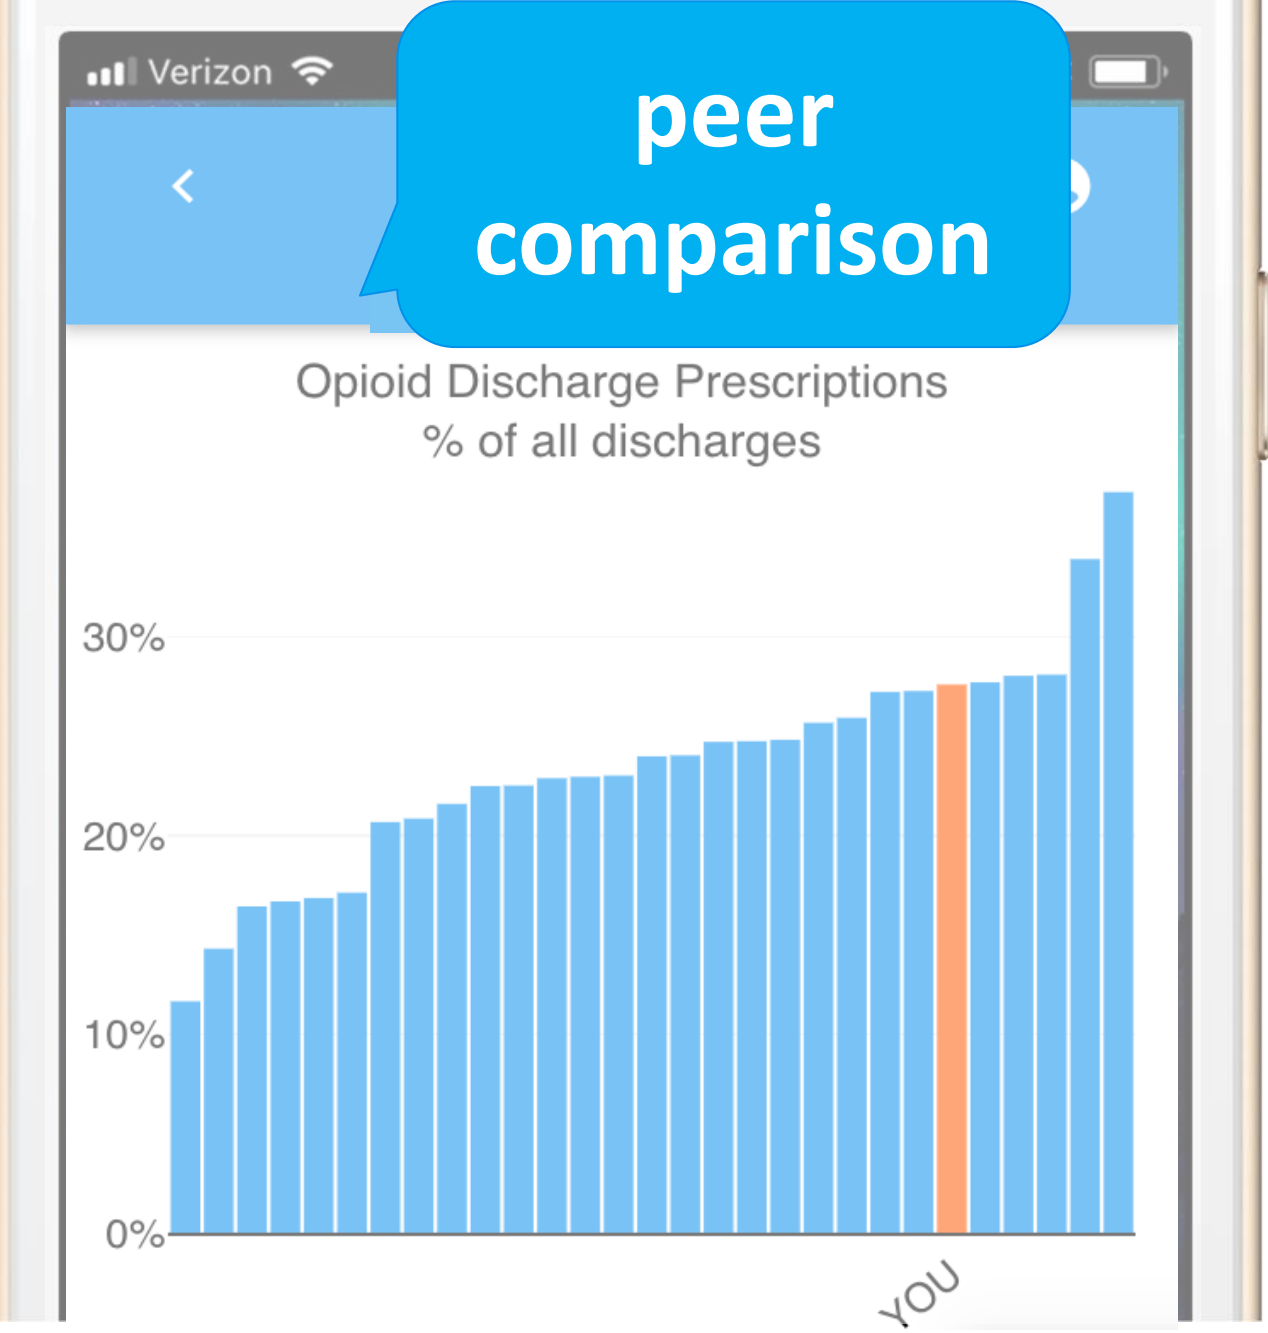 Verizon
peer
comparison
Opioid Discharge Prescriptions
% of all discharges
30%
20%
10%
0%
YOU